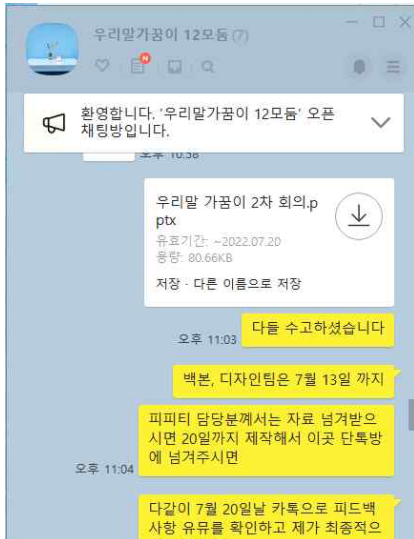 우리말가꿈이 12모둠 (7)
N
환영합니다. '우리말가꿈이 12모둠' 오픈
채팅방입니다.
오후 10:58
우리말 가꿈이 2차 회의.p
ptx
유효기간: ~2022.07.20
용량: 80.66KB
저장 · 다른 이름으로 저장
다들 수고하셨습니다
오후 11:03
백본, 디자인팀은 7월 13일 까지
피피티 담당분께서는 자료 넘겨받으
시면 20일까지 제작해서 이곳 단톡방
에 넘겨주시면
오후 11:04
다같이 7월 20일날 카톡으로 피드백
사항 유무를 확인하고 제가 최종적으